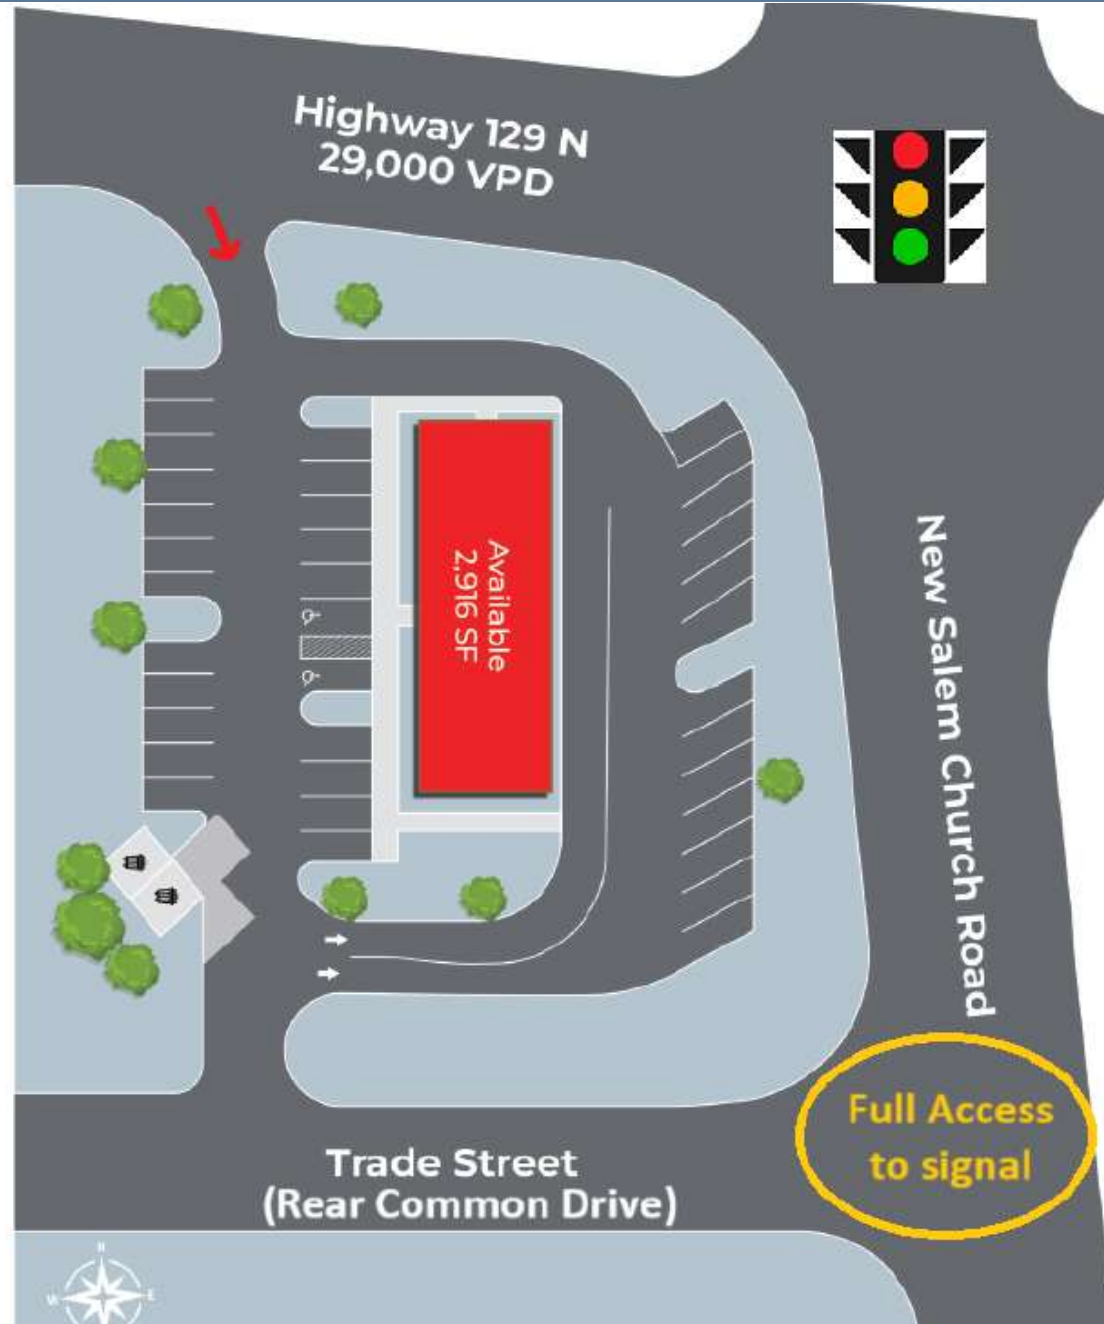 Highway 129 N
29,000 VPD
Available
2,916 SF
New Salem Church Road
Full Access
to signal
Trade Street
(Rear Common Drive)
N
W
E